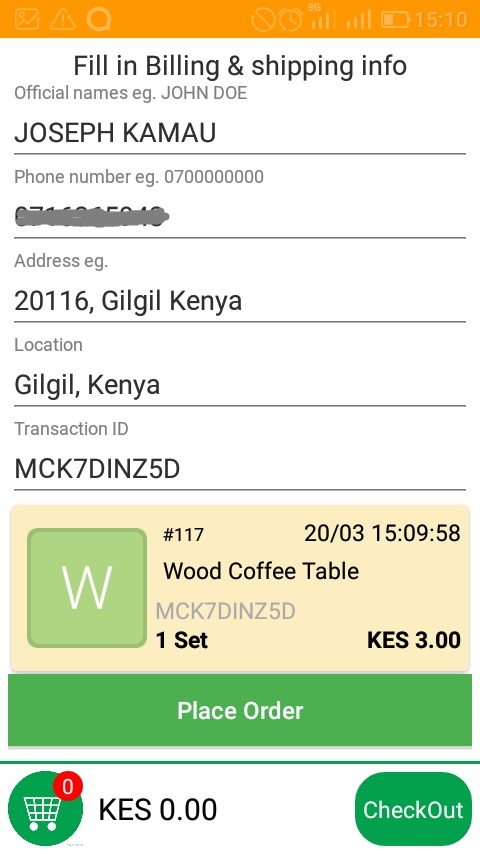 3G
15:10
Fill in Billing & shipping info
Official names eg. JOHN DOE
JOSEPH KAMAU
Phone number eg. 0700000000
Address eg.
20116, Gilgil Kenya
Location
Gilgil, Kenya
Transaction ID
MCK7DINZ5D
#117 20/03 15:09:58
W
Wood Coffee Table
MCK7DINZ5D
1 Set KES 3.00
Place Order
0
KES 0.00
CheckOut